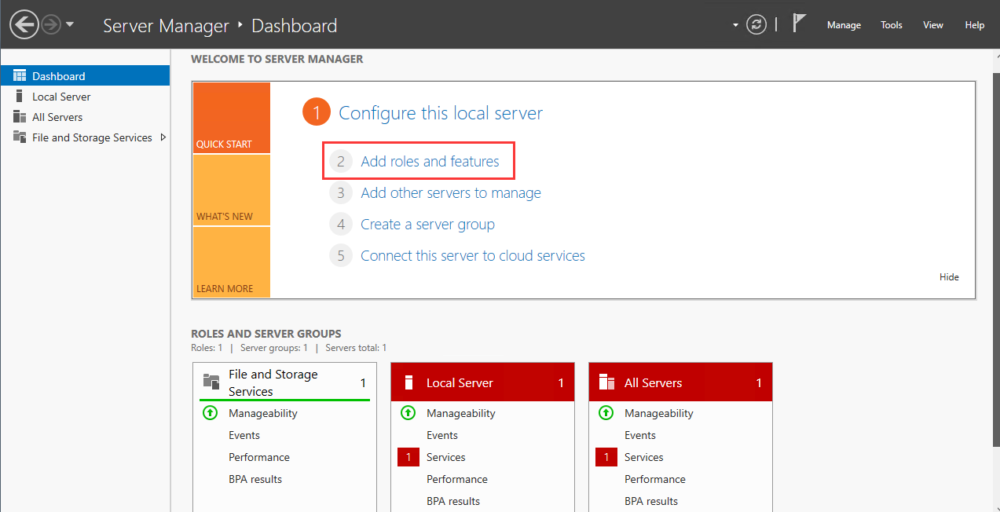 Server Manager ‣ Dashboard
Manage Tools View Help
Dashboard
Local Server
All Servers
File and Storage Services
WELCOME TO SERVER MANAGER
QUICK START
WHAT'S NEW
LEARN MORE
1 Configure this local server
2 Add roles and features
3 Add other servers to manage
4 Create a server group
5 Connect this server to cloud services
Hide
ROLES AND SERVER GROUPS
Roles: 1 | Server groups: 1 | Servers total: 1
File and Storage
Services 1
Manageability
Events
Performance
BPA results
Local Server 1
Manageability
Events
1 Services
Performance
BPA results
All Servers 1
Manageability
Events
1 Services
Performance
BPA results